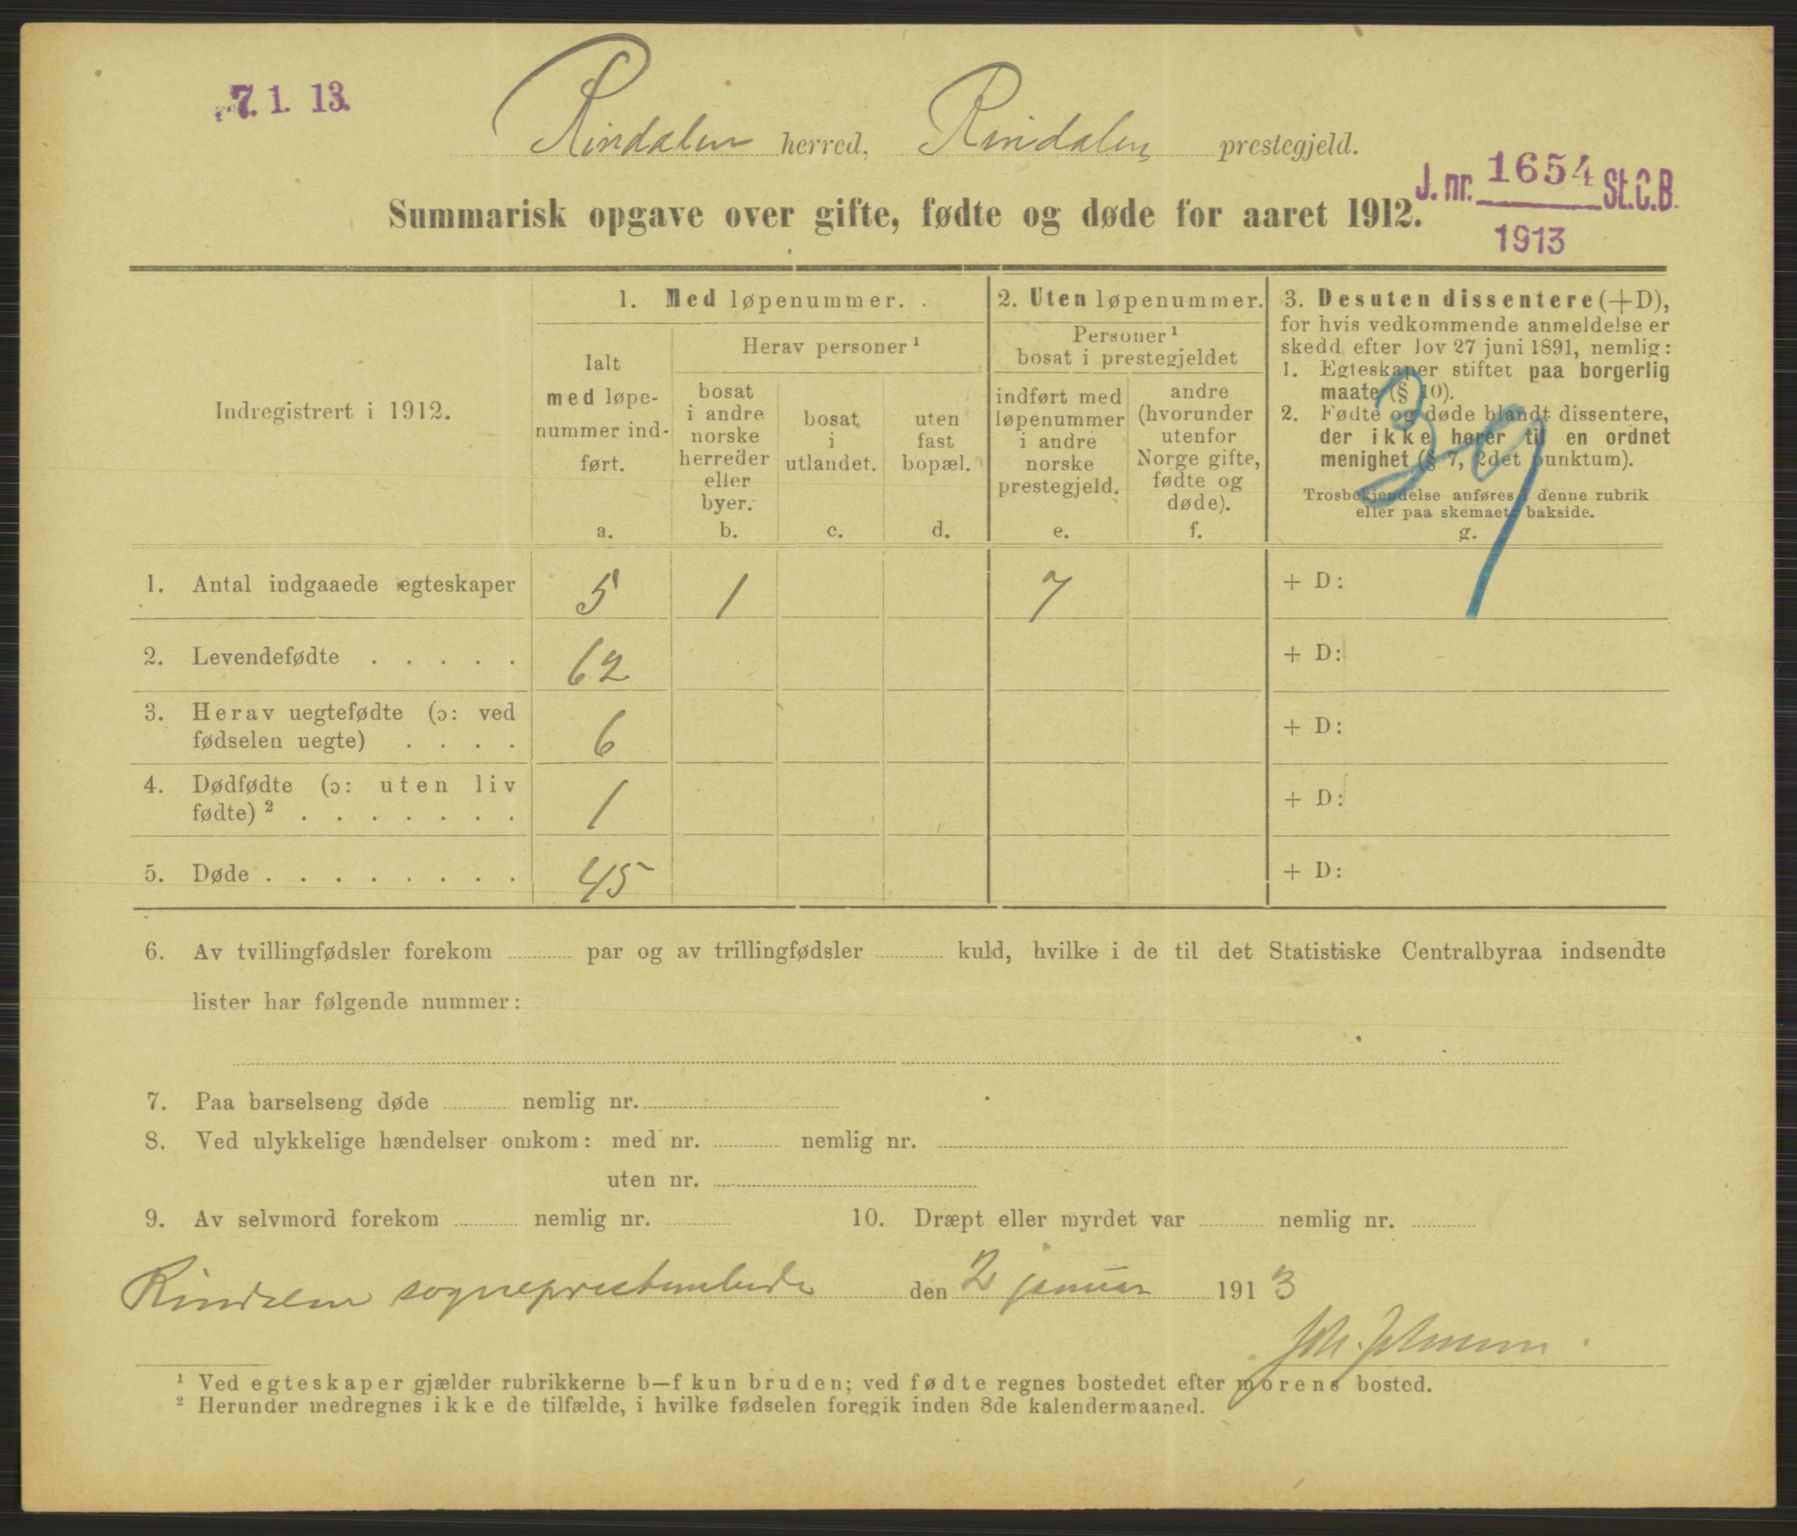 7. 1. 13.
Rindalen herred, Rindalen prestegjeld.
J. nr. 1654 St.C.B.
1913
Summarisk opgave over gifte, fødte og døde for aaret 1912.
Indregistrert i 1912.
1. Med løpenummer.
Ialt
med løpe-
nummer ind-
ført.
a.
Herav personer ¹
bosat
i andre
norske
herreder
eller
byer.
b.
bosat
i
utlandet.
c.
uten
fast
bopæl.
d.
2. Uten løpenummer.
Personer ¹
bosat i prestegjeldet
indført med
løpenummer
i andre
norske
prestegjeld.
e.
andre
(hvorunder
utenfor
Norge gifte,
fødte og
døde).
f.
3. Desuten dissentere (+D),
for hvis vedkommende anmeldelse er
skedd efter lov 27 juni 1891, nemlig:
1. Egteskaper stiftet paa borgerlig
maate (§ 10).
2. Fødte og døde blandt dissentere,
der ikke hører til en ordnet
menighet (§ 7, 2det punktum).
Trosbekjendelse anføres i denne rubrik
eller paa skemaets bakside.
g.
1. Antal indgaaede egteskaper 5 1 7 + D:
2. Levendefødte . . . . . 62 + D:
3. Herav uegtefødte (ɔ: ved
fødselen uegte) . . . . 6 + D:
4. Dødfødte (ɔ: uten liv
fødte) ² . . . . . . . 1 + D:
5. Døde . . . . . . . . 45 + D:
6. Av tvillingfødsler forekom par og av trillingfødsler kuld, hvilke i de til det Statistiske Centralbyraa indsendte
lister har følgende nummer:
7. Paa barselseng døde nemlig nr.
8. Ved ulykkelige hændelser omkom: med nr. nemlig nr.
uten nr.
9. Av selvmord forekom nemlig nr. 10. Dræpt eller myrdet var nemlig nr.
Rindalen sogneprestembede den 2 januar 1913
¹ Ved egteskaper gjælder rubrikkerne b—f kun bruden; ved fødte regnes bostedet efter morens bosted.
² Herunder medregnes ikke de tilfælde, i hvilke fødselen foregik inden 8de kalendermaaned.